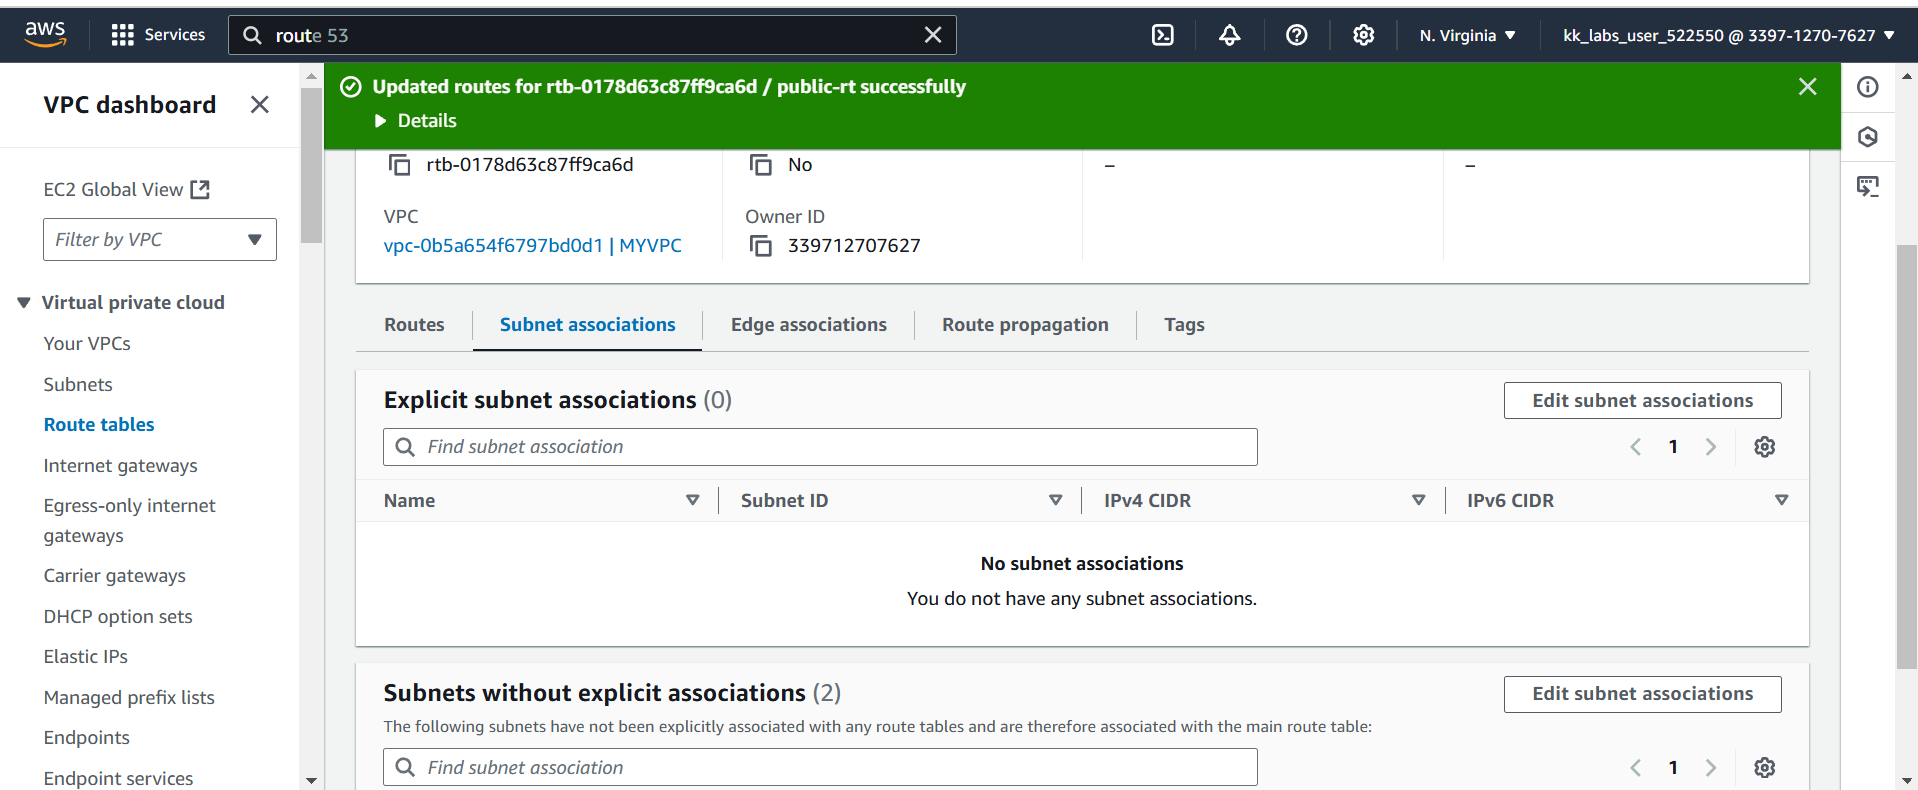 aws
Services
route 53
N. Virginia
kk_labs_user_522550 @ 3397-1270-7627
VPC dashboard
EC2 Global View
Filter by VPC
Virtual private cloud
Your VPCs
Subnets
Route tables
Internet gateways
Egress-only internet
gateways
Carrier gateways
DHCP option sets
Elastic IPs
Managed prefix lists
Endpoints
Endpoint services
Updated routes for rtb-0178d63c87ff9ca6d / public-rt successfully
Details
rtb-0178d63c87ff9ca6d
No
–
–
VPC
Owner ID
vpc-0b5a654f6797bd0d1 | MYVPC
339712707627
Routes
Subnet associations
Edge associations
Route propagation
Tags
Explicit subnet associations (0)
Edit subnet associations
Find subnet association
1
Name
Subnet ID
IPv4 CIDR
IPv6 CIDR
No subnet associations
You do not have any subnet associations.
Subnets without explicit associations (2)
Edit subnet associations
The following subnets have not been explicitly associated with any route tables and are therefore associated with the main route table:
Find subnet association
1